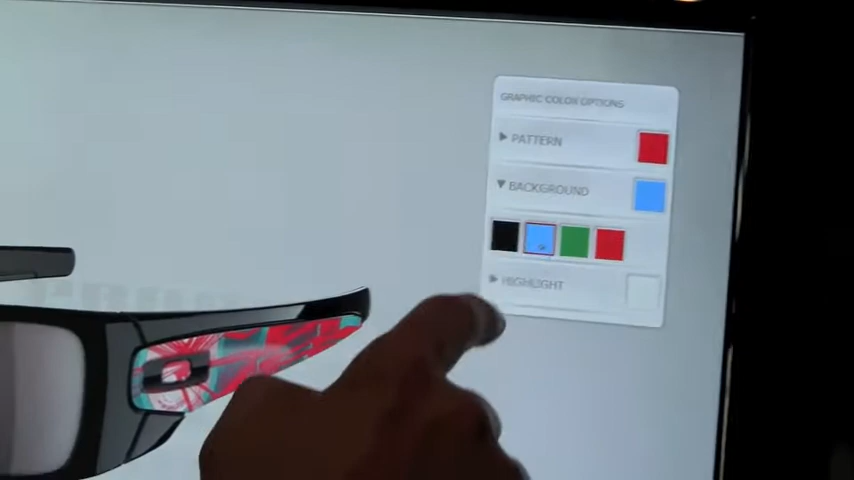 GRAPHIC COLOR OPTIONS
PATTERN
BACKGROUND
HIGHLIGHT